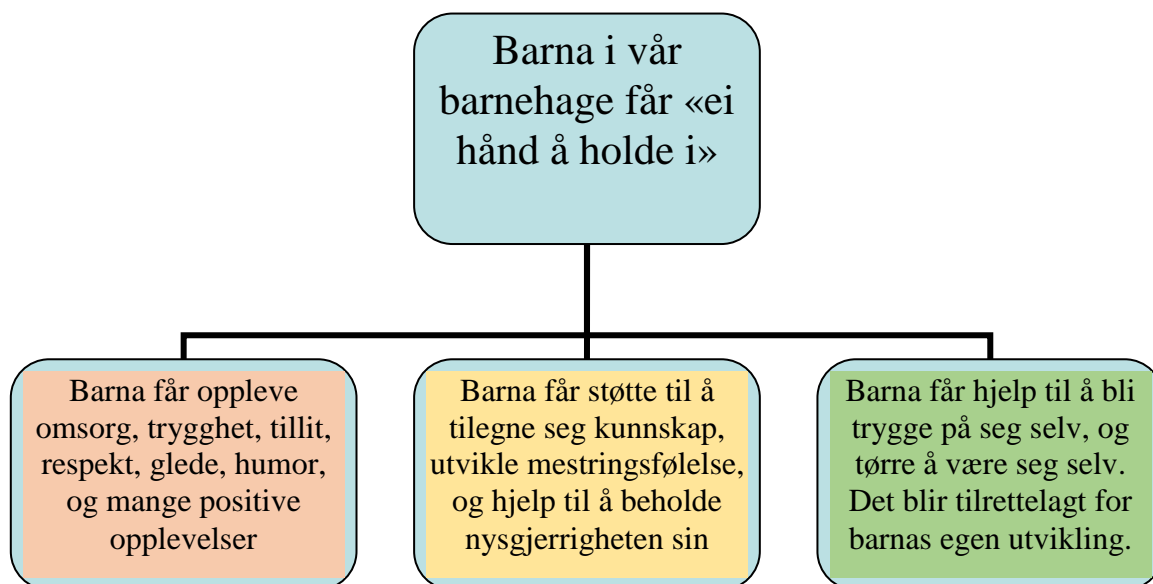 Barna i vår
barnehage får «ei
hånd å holde i»
Barna får oppleve
omsorg, trygghet, tillit,
respekt, glede, humor,
og mange positive
opplevelser
Barna får støtte til å
tilegne seg kunnskap,
utvikle mestringsfølelse,
og hjelp til å beholde
nysgjerrigheten sin
Barna får hjelp til å bli
trygge på seg selv, og
tørre å være seg selv.
Det blir tilrettelagt for
barnas egen utvikling.